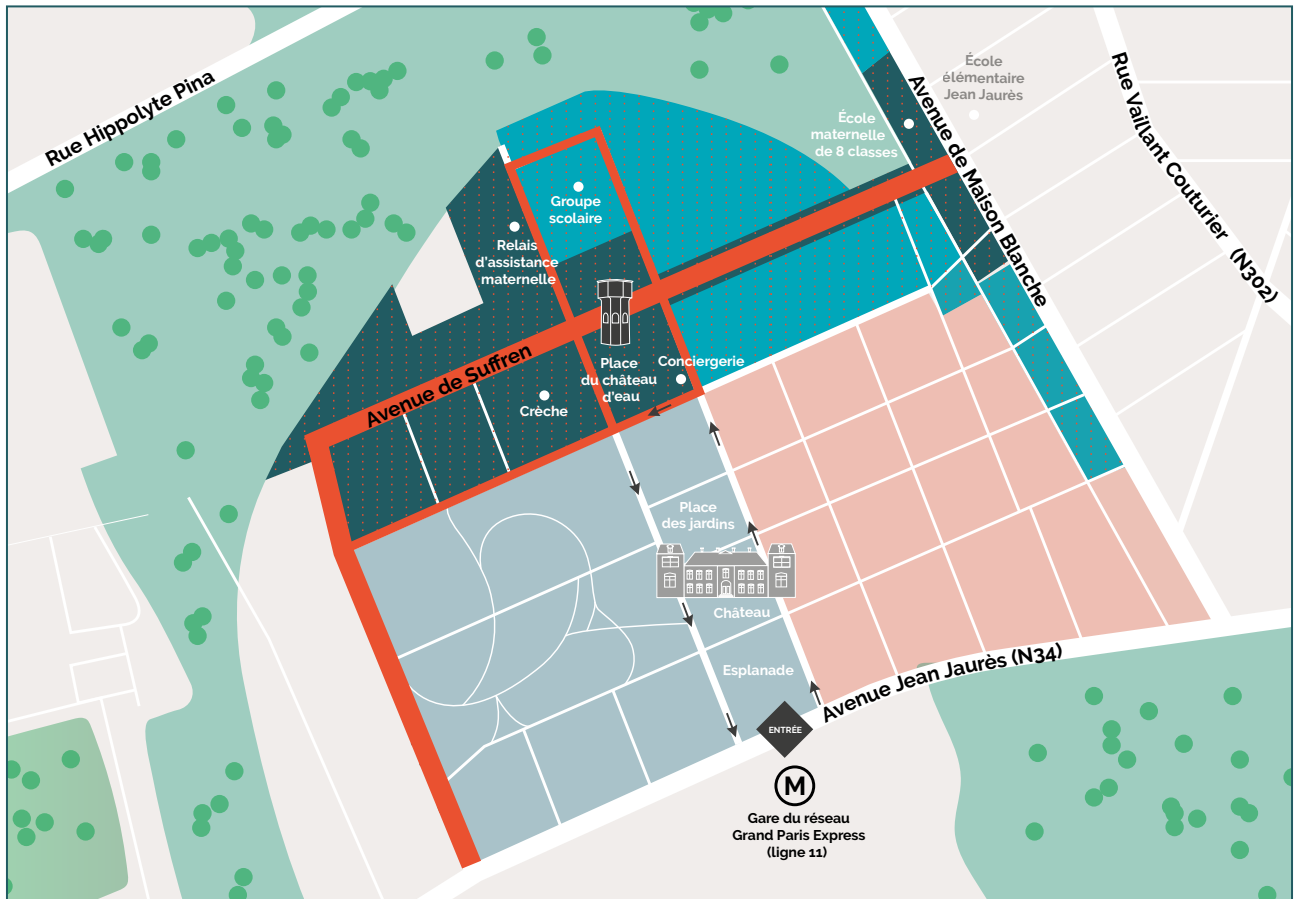 Rue Hippolyte Pina
École
élémentaire
Jean Jaurès
Rue Vaillant Couturier (N302)
École
maternelle
de 8 classes
Avenue de Maison Blanche
Groupe
scolaire
Relais
d'assistance
maternelle
Avenue de Suffren
Place
du château
d'eau
Conciergerie
Crèche
Place
des jardins
Château
Esplanade
Avenue Jean Jaurès (N34)
ENTRÉE
M
Gare du réseau
Grand Paris Express
(ligne 11)